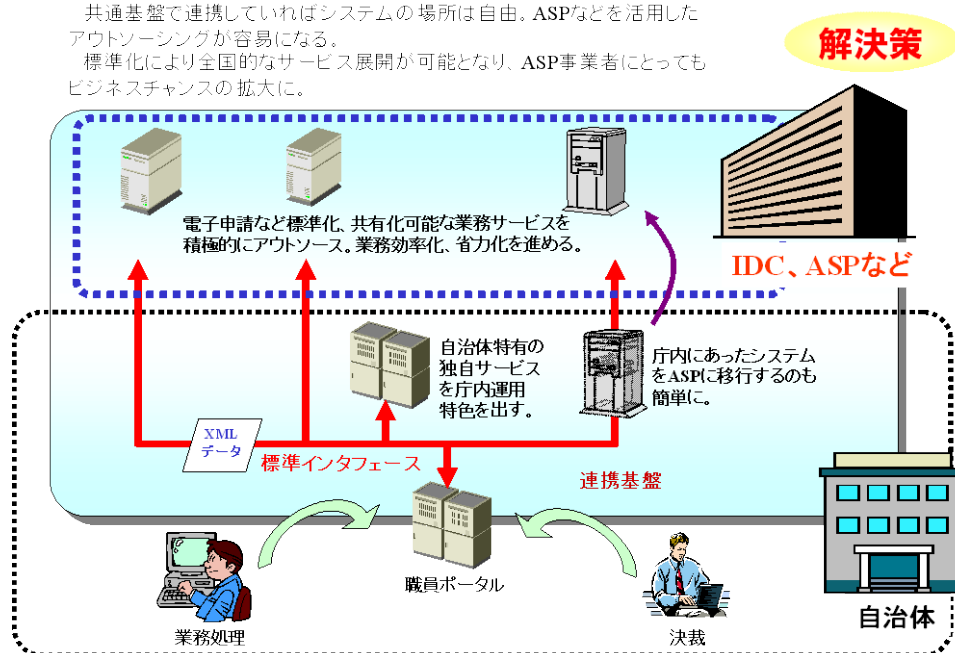 共通基盤で連携していればシステムの場所は自由。ASPなどを活用した
アウトソーシングが容易になる。
標準化により全国的なサービス展開が可能となり、ASP事業者にとっても
ビジネスチャンスの拡大に。
解決策
電子申請など標準化、共有化可能な業務サービスを
積極的にアウトソース。業務効率化、省力化を進める。
IDC、ASPなど
自治体特有の
独自サービス
を庁内運用
特色を出す。
庁内にあったシステム
をASPに移行するのも
簡単に。
XML
データ
標準インタフェース
連携基盤
職員ポータル
業務処理
決裁
自治体